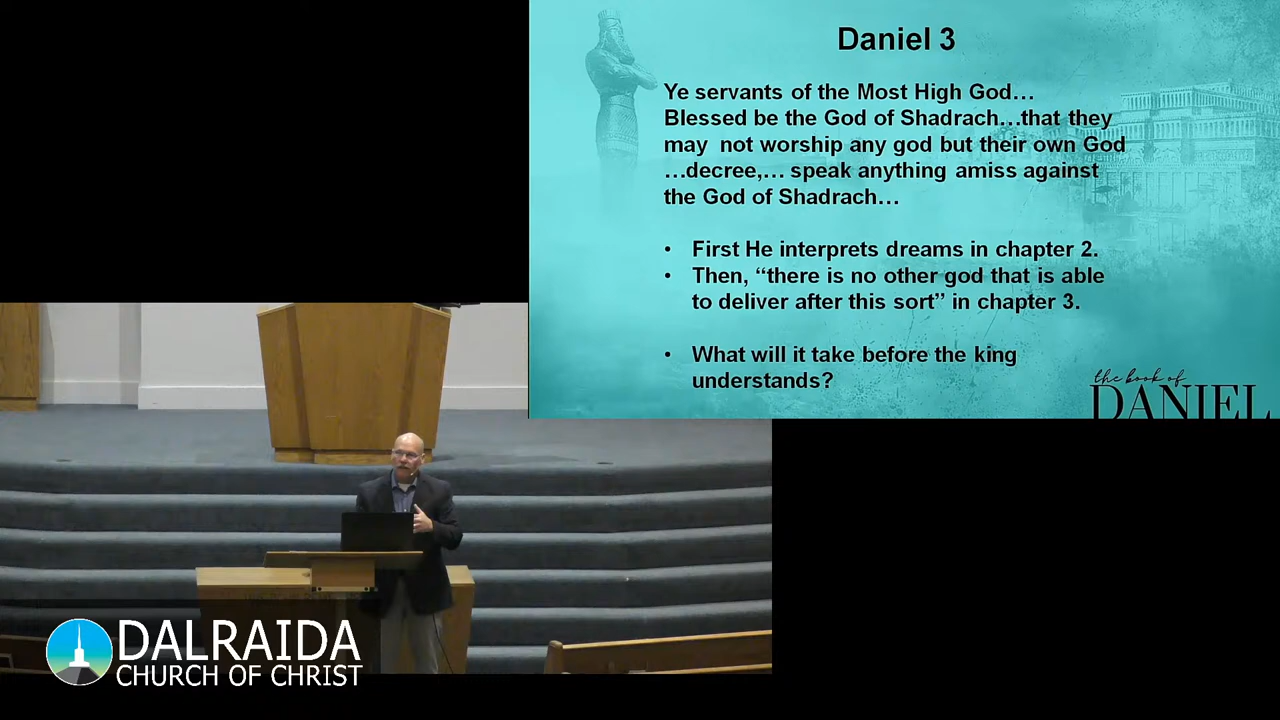 Daniel 3
Ye servants of the Most High God…
Blessed be the God of Shadrach…that they
may not worship any god but their own God
…decree,… speak anything amiss against
the God of Shadrach…
• First He interprets dreams in chapter 2.
• Then, “there is no other god that is able
to deliver after this sort” in chapter 3.
• What will it take before the king
understands?
the book of
DANIEL
DALRAIDA
CHURCH OF CHRIST